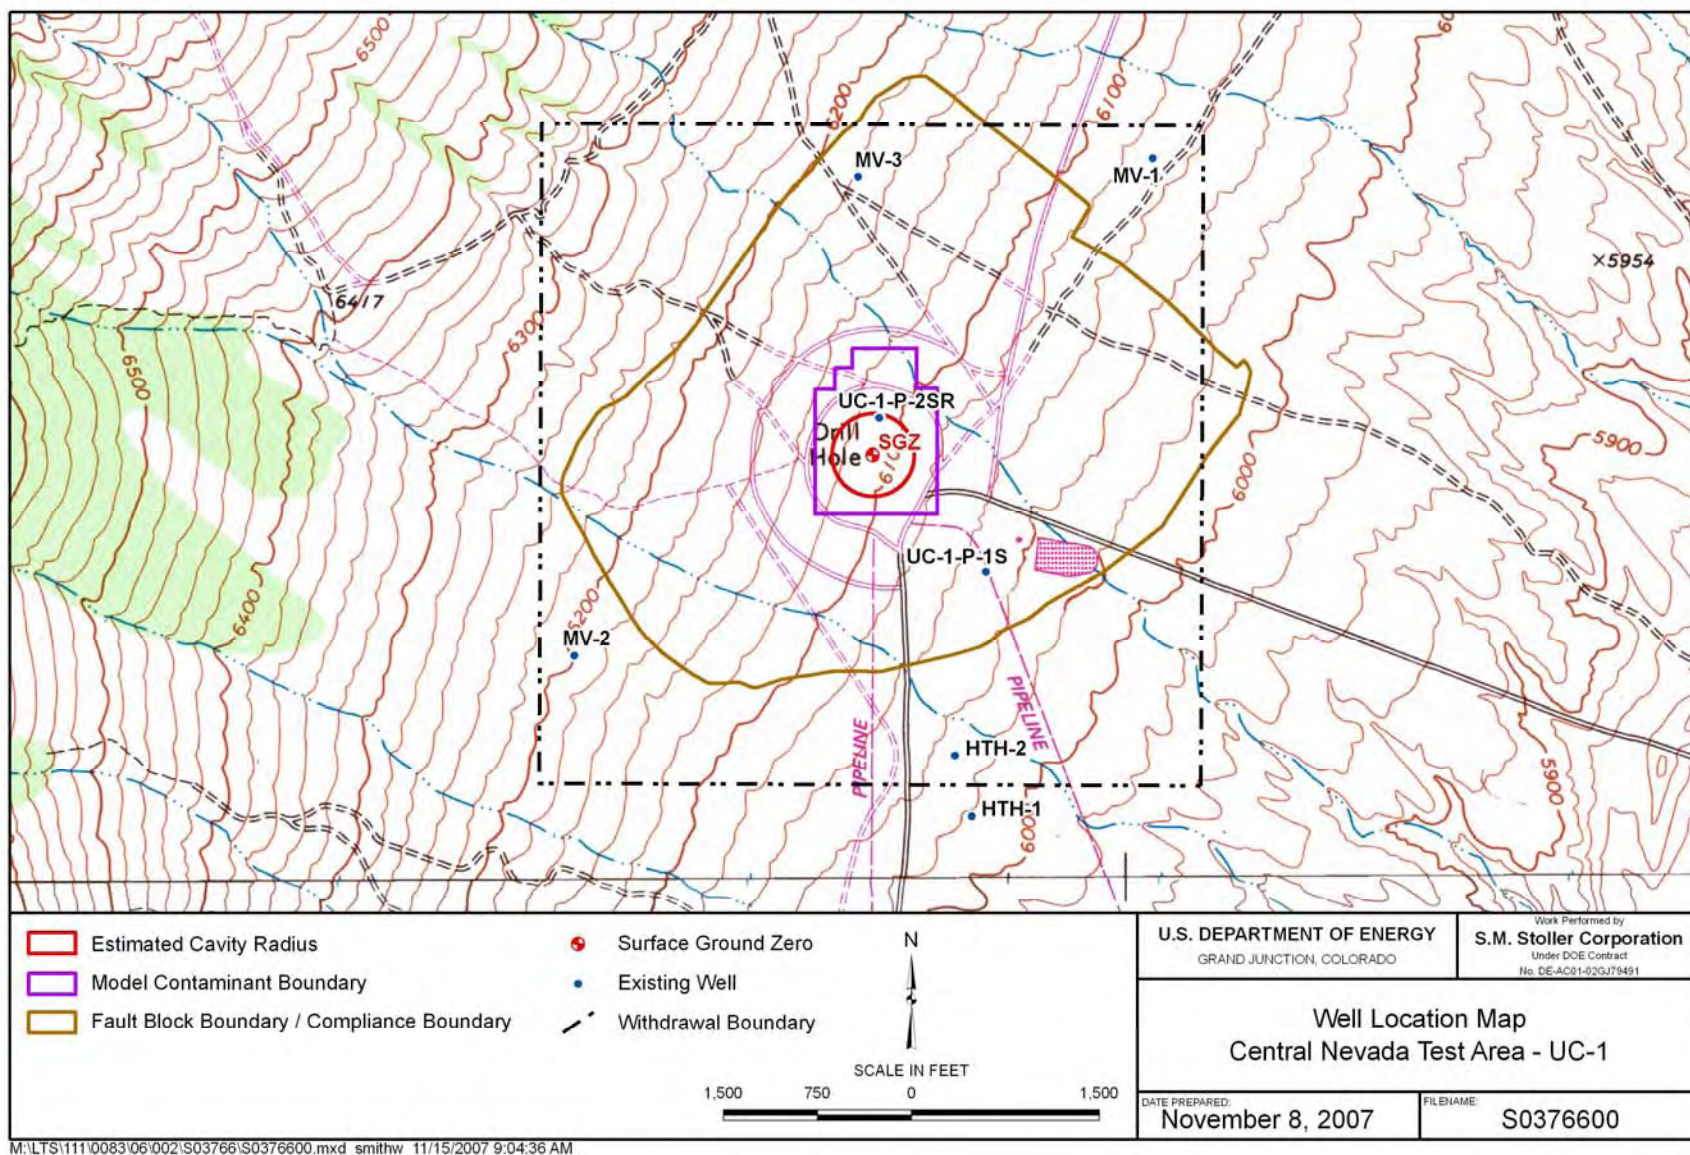 6500
6200
6100
MV-3
MV-1
×5954
6417
6300
6500
UC-1-P-2SR
Drill
Hole
SGZ
5900
6000
UC-1-P-1S
6400
6200
MV-2
PIPELINE
PIPELINE
HTH-2
HTH-1
5900
Estimated Cavity Radius
Model Contaminant Boundary
Fault Block Boundary / Compliance Boundary
Surface Ground Zero
Existing Well
Withdrawal Boundary
N
SCALE IN FEET
1,500 750 0 1,500
U.S. DEPARTMENT OF ENERGY
GRAND JUNCTION, COLORADO
Work Performed by
S.M. Stoller Corporation
Under DOE Contract
No. DE-AC01-02GJ79491
Well Location Map
Central Nevada Test Area - UC-1
DATE PREPARED:
November 8, 2007
FILENAME:
S0376600
M:\LTS\111\0083\06\002\S03766\S0376600.mxd smithw 11/15/2007 9:04:36 AM